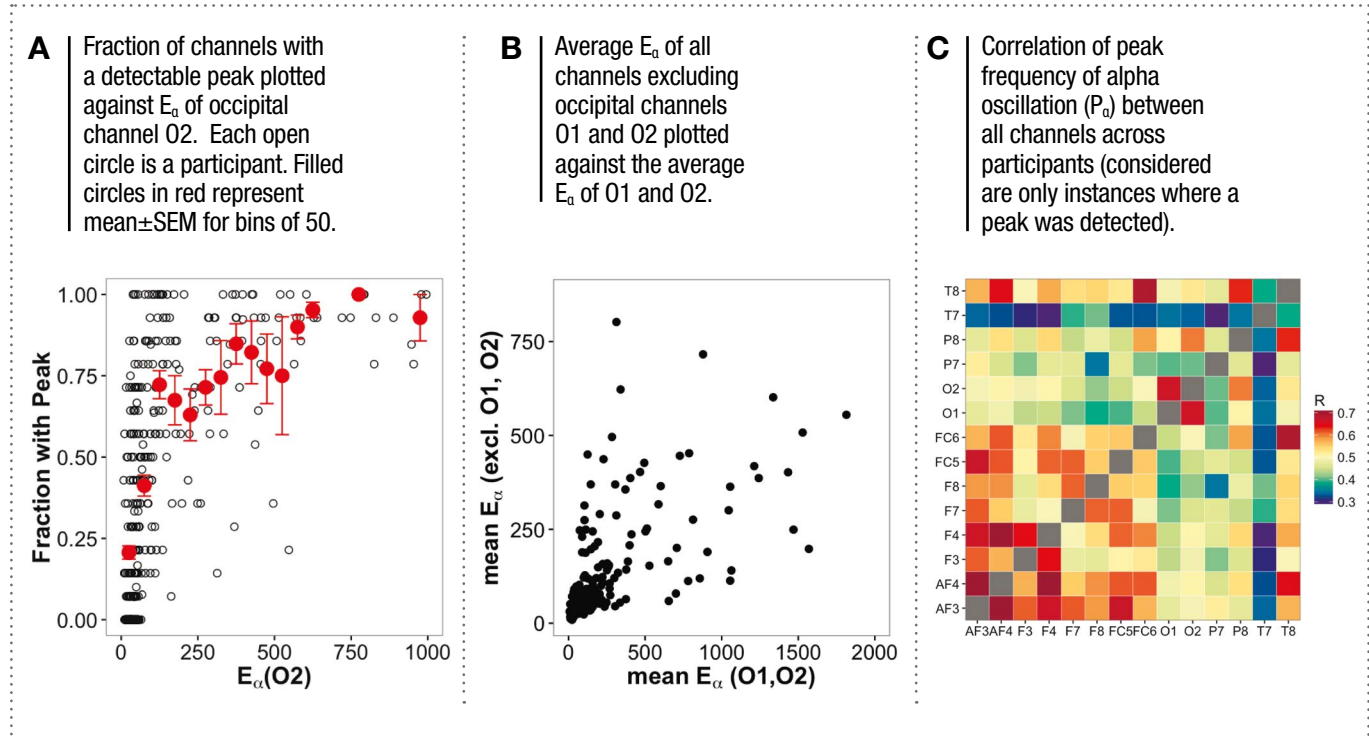 A
Fraction of channels with
a detectable peak plotted
against Eα of occipital
channel O2. Each open
circle is a participant. Filled
circles in red represent
mean±SEM for bins of 50.
1.00
0.75
0.50
0.25
0.00
Fraction with Peak
0 250 500 750 1000
Eα(O2)
B
Average Eα of all
channels excluding
occipital channels
O1 and O2 plotted
against the average
Eα of O1 and O2.
750
500
250
0
mean Eα (excl. O1, O2)
0 500 1000 1500 2000
mean Eα (O1,O2)
C
Correlation of peak
frequency of alpha
oscillation (Pα) between
all channels across
participants (considered
are only instances where a
peak was detected).
T8
T7
P8
P7
O2
O1
FC6
FC5
F8
F7
F4
F3
AF4
AF3
AF3 AF4 F3 F4 F7 F8 FC5 FC6 O1 O2 P7 P8 T7 T8
R
0.7
0.6
0.5
0.4
0.3